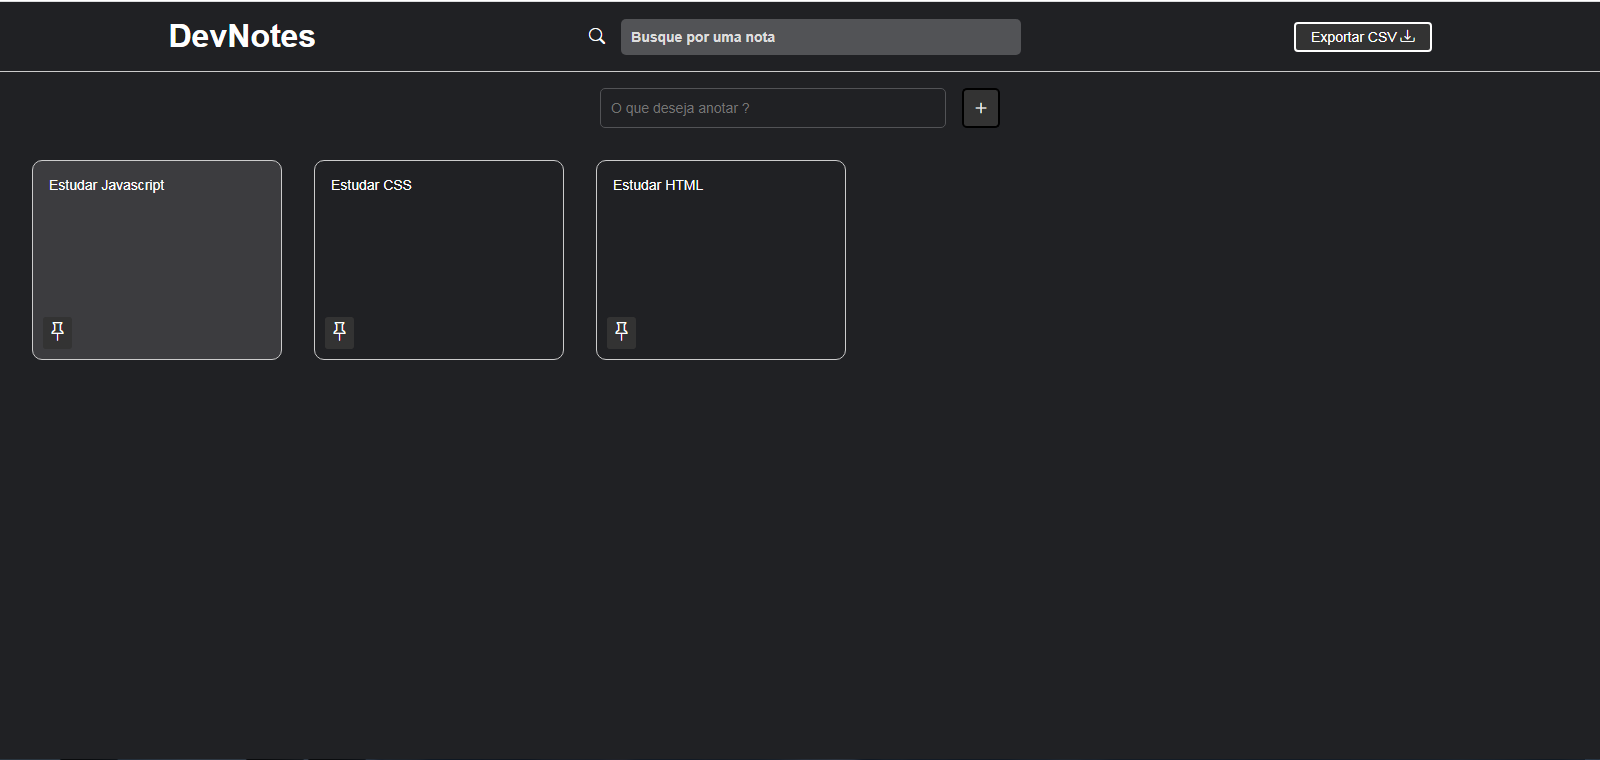 DevNotes
Busque por uma nota
Exportar CSV
O que deseja anotar ?
+
Estudar Javascript
Estudar CSS
Estudar HTML